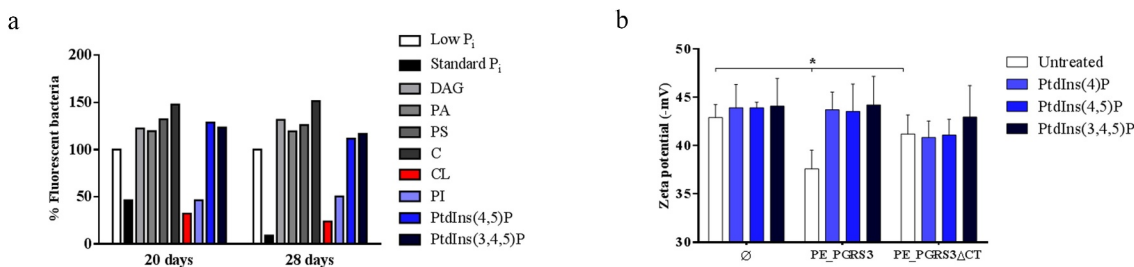 a
% Fluorescent bacteria
200
150
100
50
0
20 days
28 days
Low Pi
Standard Pi
DAG
PA
PS
C
CL
PI
PtdIns(4,5)P
PtdIns(3,4,5)P
b
Zeta potential (-mV)
50
45
40
35
30
*
∅
PE_PGRS3
PE_PGRS3ΔCT
Untreated
PtdIns(4)P
PtdIns(4,5)P
PtdIns(3,4,5)P